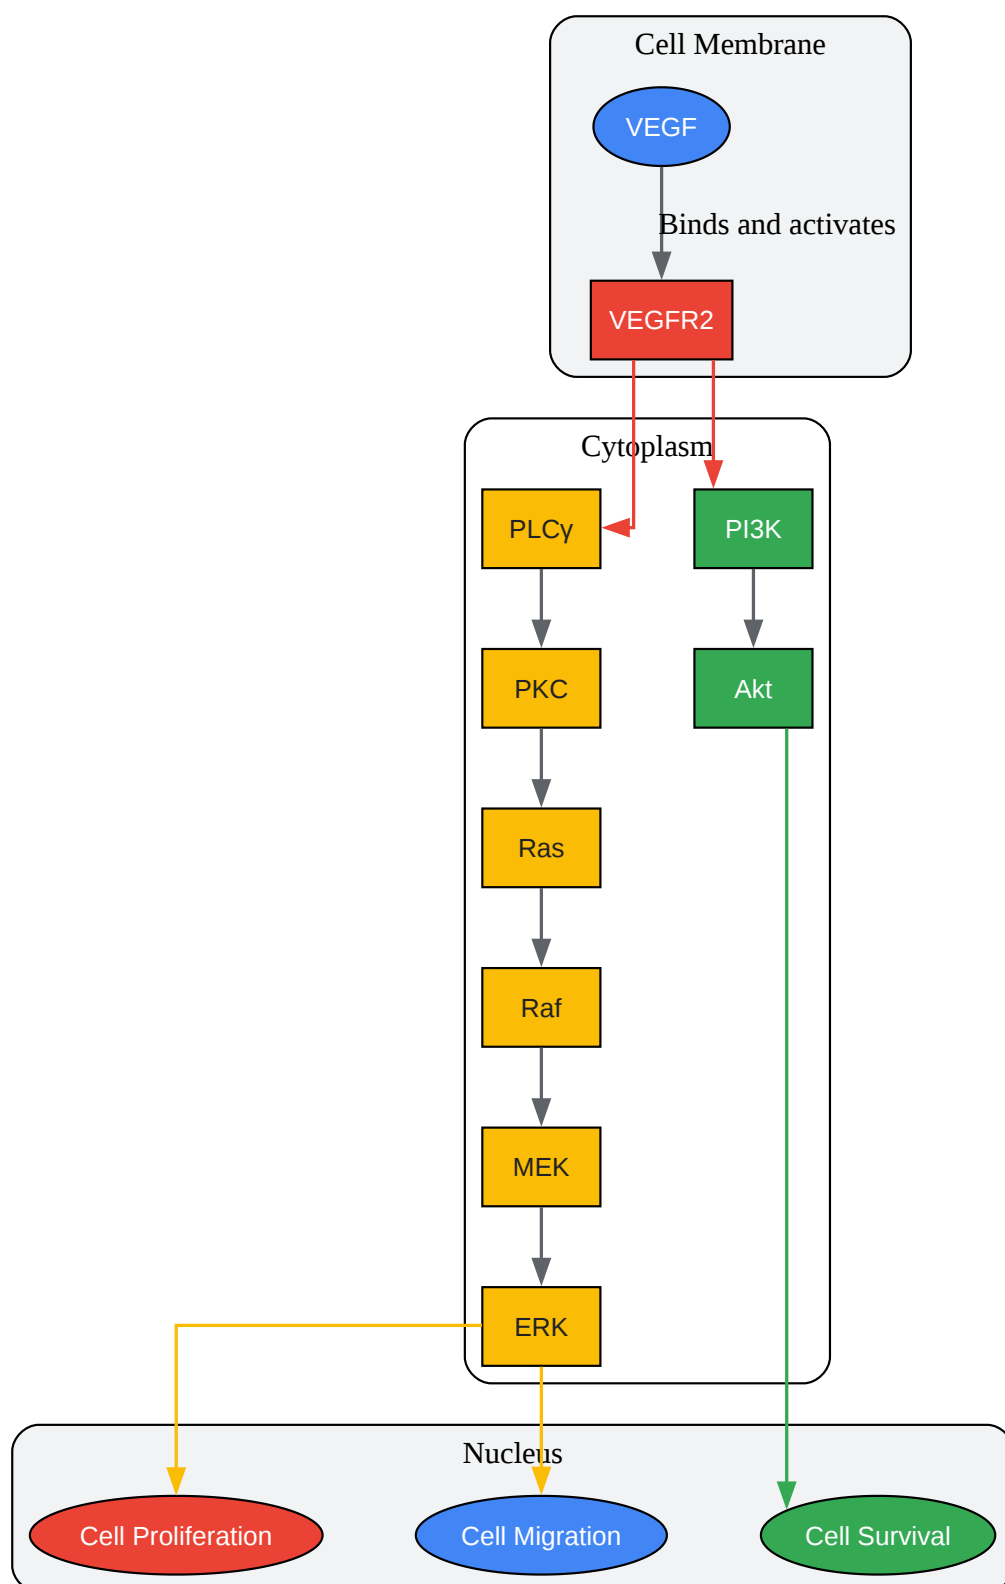 Cell Membrane
VEGF
Binds and activates
VEGFR2
Cytoplasm
PLCγ
PI3K
PKC
Akt
Ras
Raf
MEK
ERK
Nucleus
Cell Proliferation
Cell Migration
Cell Survival